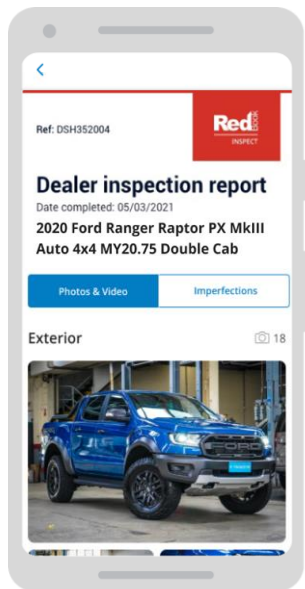 Ref: DSH352004
Red BOOK
INSPECT
Dealer inspection report
Date completed: 05/03/2021
2020 Ford Ranger Raptor PX MkIII
Auto 4x4 MY20.75 Double Cab
Photos & Video
Imperfections
Exterior
18